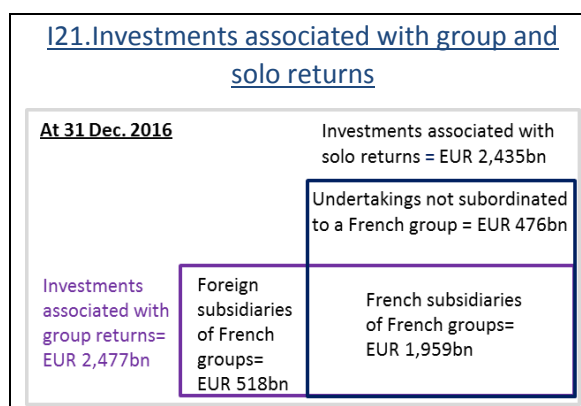 I21.Investments associated with group and
solo returns
At 31 Dec. 2016
Investments associated with
solo returns = EUR 2,435bn
Undertakings not subordinated
to a French group = EUR 476bn
Investments
associated with
group returns=
EUR 2,477bn
Foreign
subsidiaries
of French
groups=
EUR 518bn
French subsidiaries
of French groups=
EUR 1,959bn